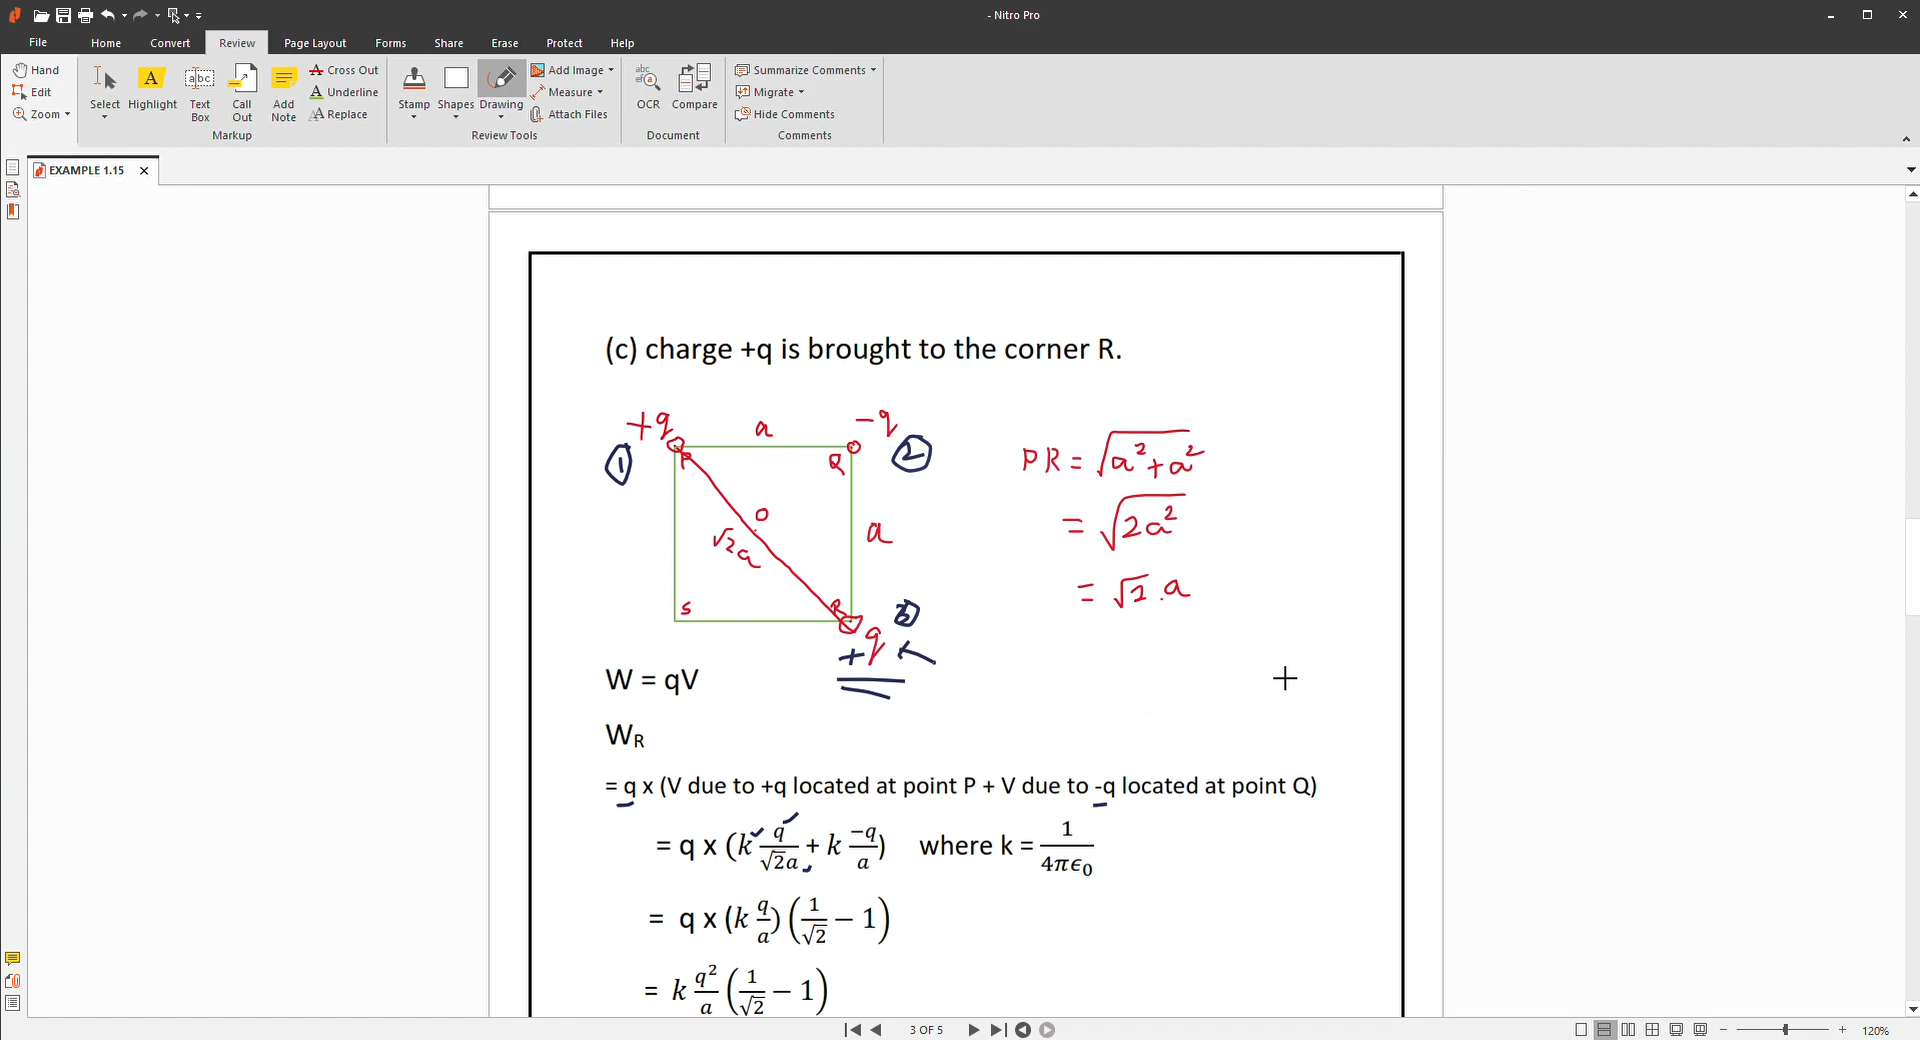 - Nitro Pro
File Home Convert Review Page Layout Forms Share Erase Protect Help
Hand
Edit
Zoom
Select
Highlight
Text Box
Call Out
Add Note
Cross Out
Underline
Replace
Markup
Stamp
Shapes
Drawing
Add Image
Measure
Attach Files
Review Tools
OCR
Compare
Document
Summarize Comments
Migrate
Hide Comments
Comments
EXAMPLE 1.15
(c) charge +q is brought to the corner R.
+q a -q
① P Q ②
O
√2a a
S R ③
+q
PR = √a²+a²
= √2a²
= √2.a
W = qV
W_R
= q x (V due to +q located at point P + V due to -q located at point Q)
= q x (k q/√2a + k -q/a) where k = 1/4πϵ₀
= q x (k q/a) (1/√2 − 1)
= k q²/a (1/√2 − 1)
3 OF 5
120%